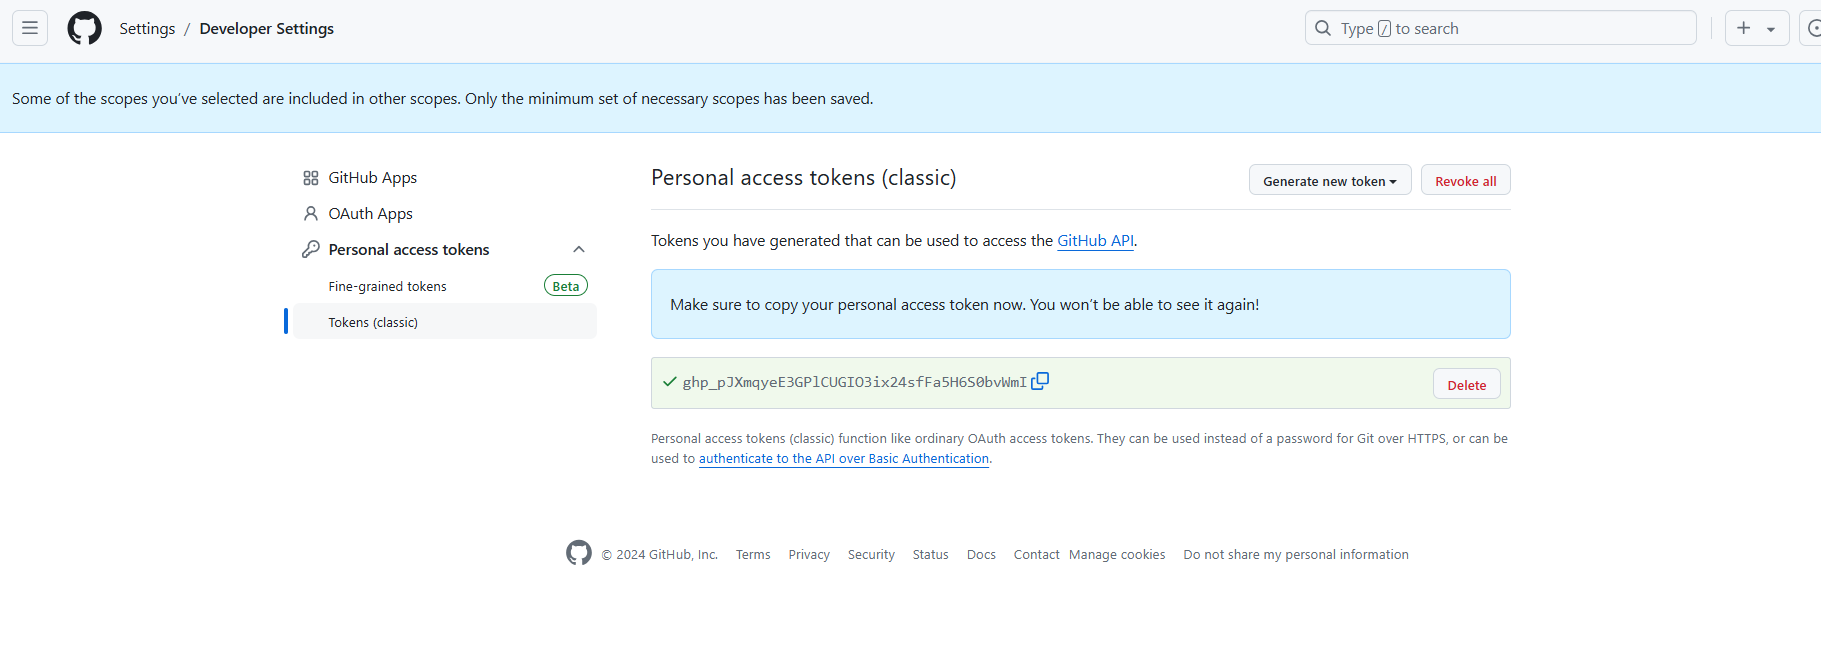 Settings / Developer Settings
Type / to search
Some of the scopes you’ve selected are included in other scopes. Only the minimum set of necessary scopes has been saved.
GitHub Apps
OAuth Apps
Personal access tokens
Fine-grained tokens Beta
Tokens (classic)
Personal access tokens (classic)
Generate new token
Revoke all
Tokens you have generated that can be used to access the GitHub API.
Make sure to copy your personal access token now. You won’t be able to see it again!
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
Delete
Personal access tokens (classic) function like ordinary OAuth access tokens. They can be used instead of a password for Git over HTTPS, or can be
used to authenticate to the API over Basic Authentication.
© 2024 GitHub, Inc. Terms Privacy Security Status Docs Contact Manage cookies Do not share my personal information